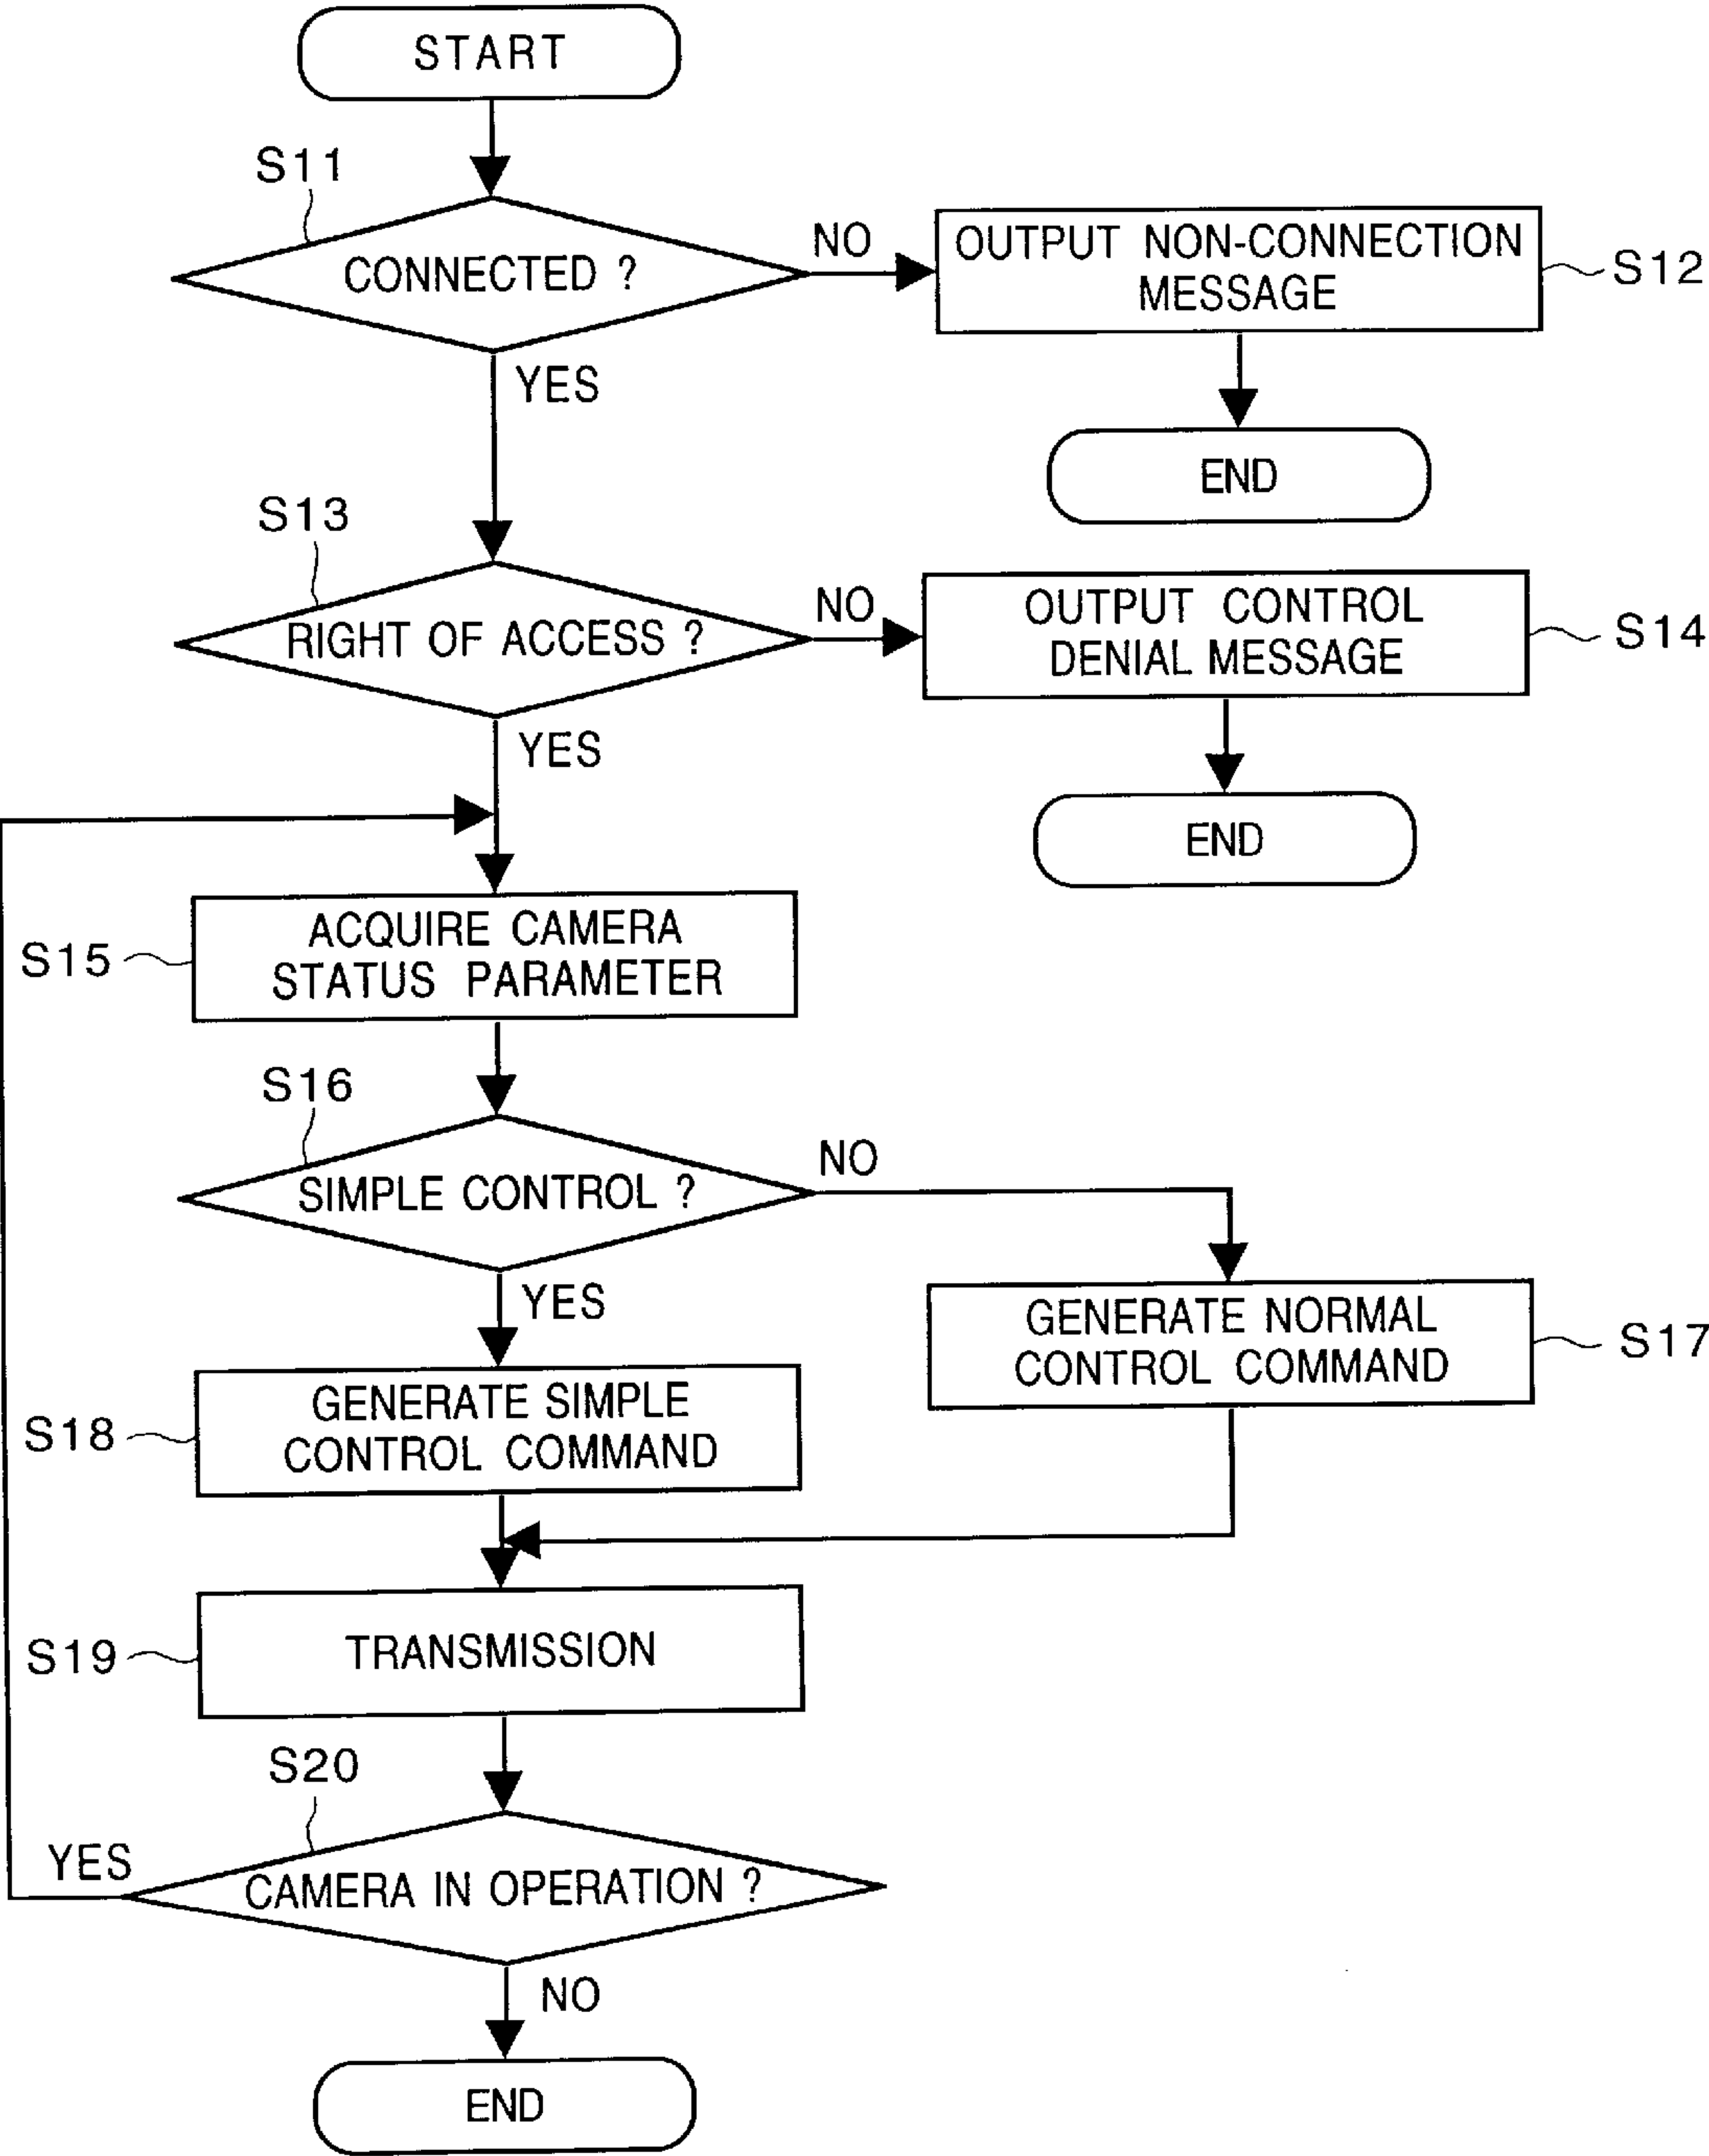 START
S11
CONNECTED ?
NO
OUTPUT NON-CONNECTION
MESSAGE
S12
YES
END
S13
RIGHT OF ACCESS ?
NO
OUTPUT CONTROL
DENIAL MESSAGE
S14
YES
END
S15
ACQUIRE CAMERA
STATUS PARAMETER
S16
SIMPLE CONTROL ?
NO
YES
GENERATE NORMAL
CONTROL COMMAND
S17
S18
GENERATE SIMPLE
CONTROL COMMAND
S19
TRANSMISSION
S20
YES
CAMERA IN OPERATION ?
NO
END